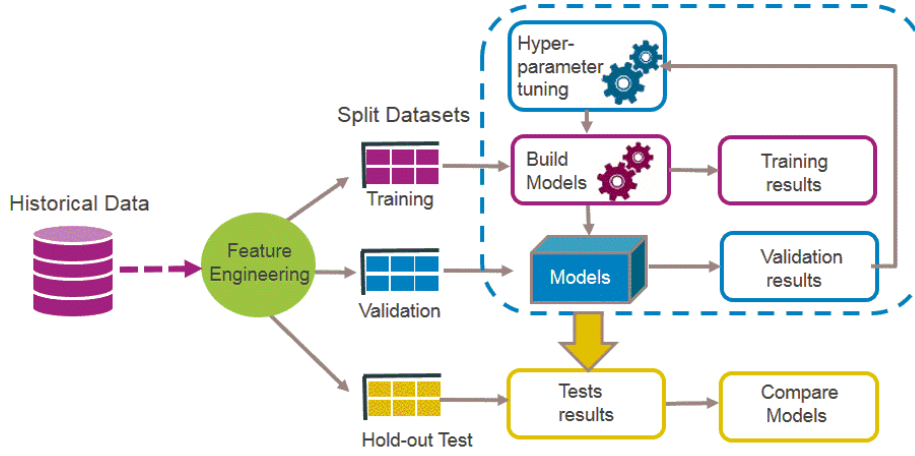 Hyper-
parameter
tuning
Split Datasets
Build
Models
Training
results
Training
Historical Data
Feature
Engineering
Models
Validation
results
Validation
Tests
results
Compare
Models
Hold-out Test